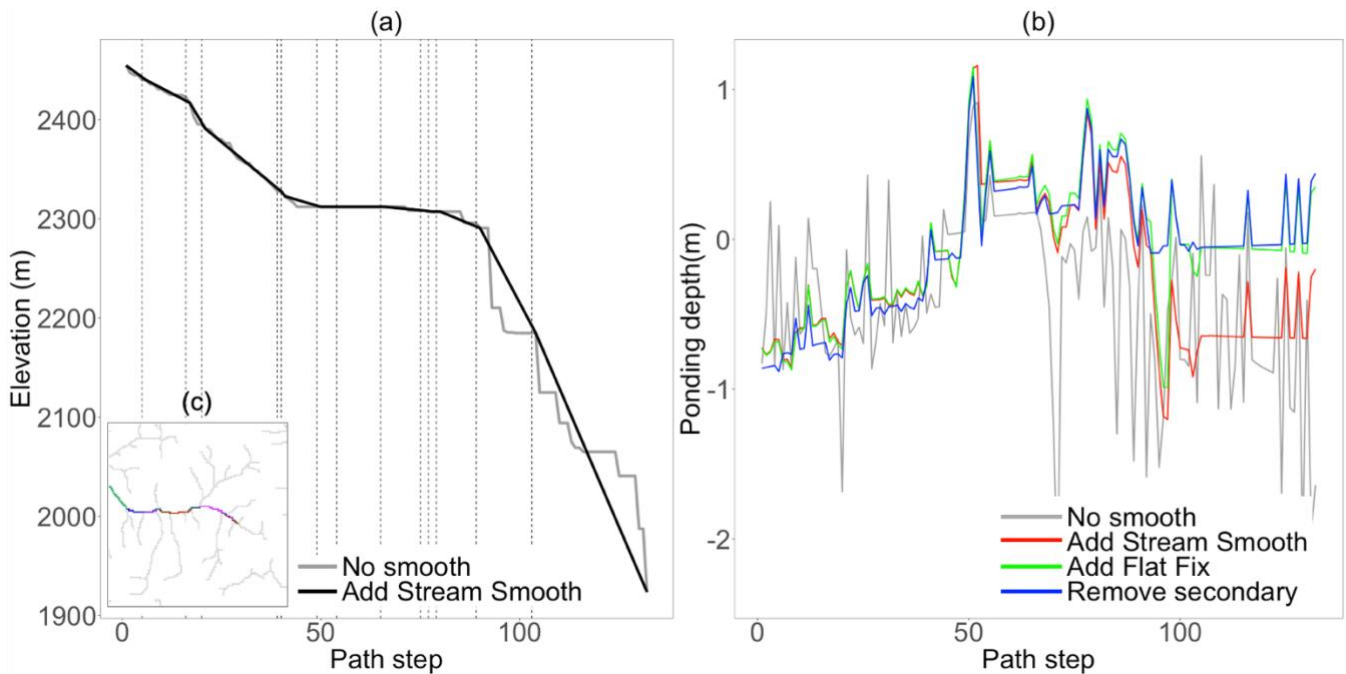 (a)
2400
2300
2200
2100
2000
1900
Elevation (m)
0
50
100
Path step
(c)
No smooth
Add Stream Smooth
(b)
1
0
-1
-2
Ponding depth(m)
0
50
100
Path step
No smooth
Add Stream Smooth
Add Flat Fix
Remove secondary